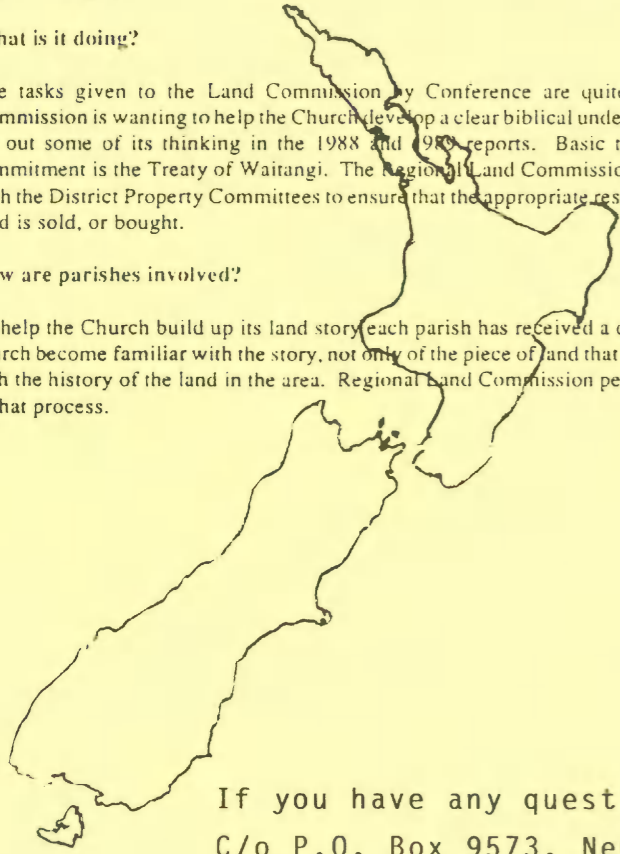 hat is it doing?
e tasks given to the Land Commission by Conference are quite
mmission is wanting to help the Church develop a clear biblical unde
out some of its thinking in the 1988 and 1989 reports. Basic t
mmitment is the Treaty of Waitangi. The Regional Land Commissio
h the District Property Committees to ensure that the appropriate res
d is sold, or bought.
w are parishes involved?
help the Church build up its land story each parish has received a
urch become familiar with the story, not only of the piece of land that
h the history of the land in the area. Regional Land Commission pe
hat process.
If you have any quest
C/o P.O. Box 9573, Ne